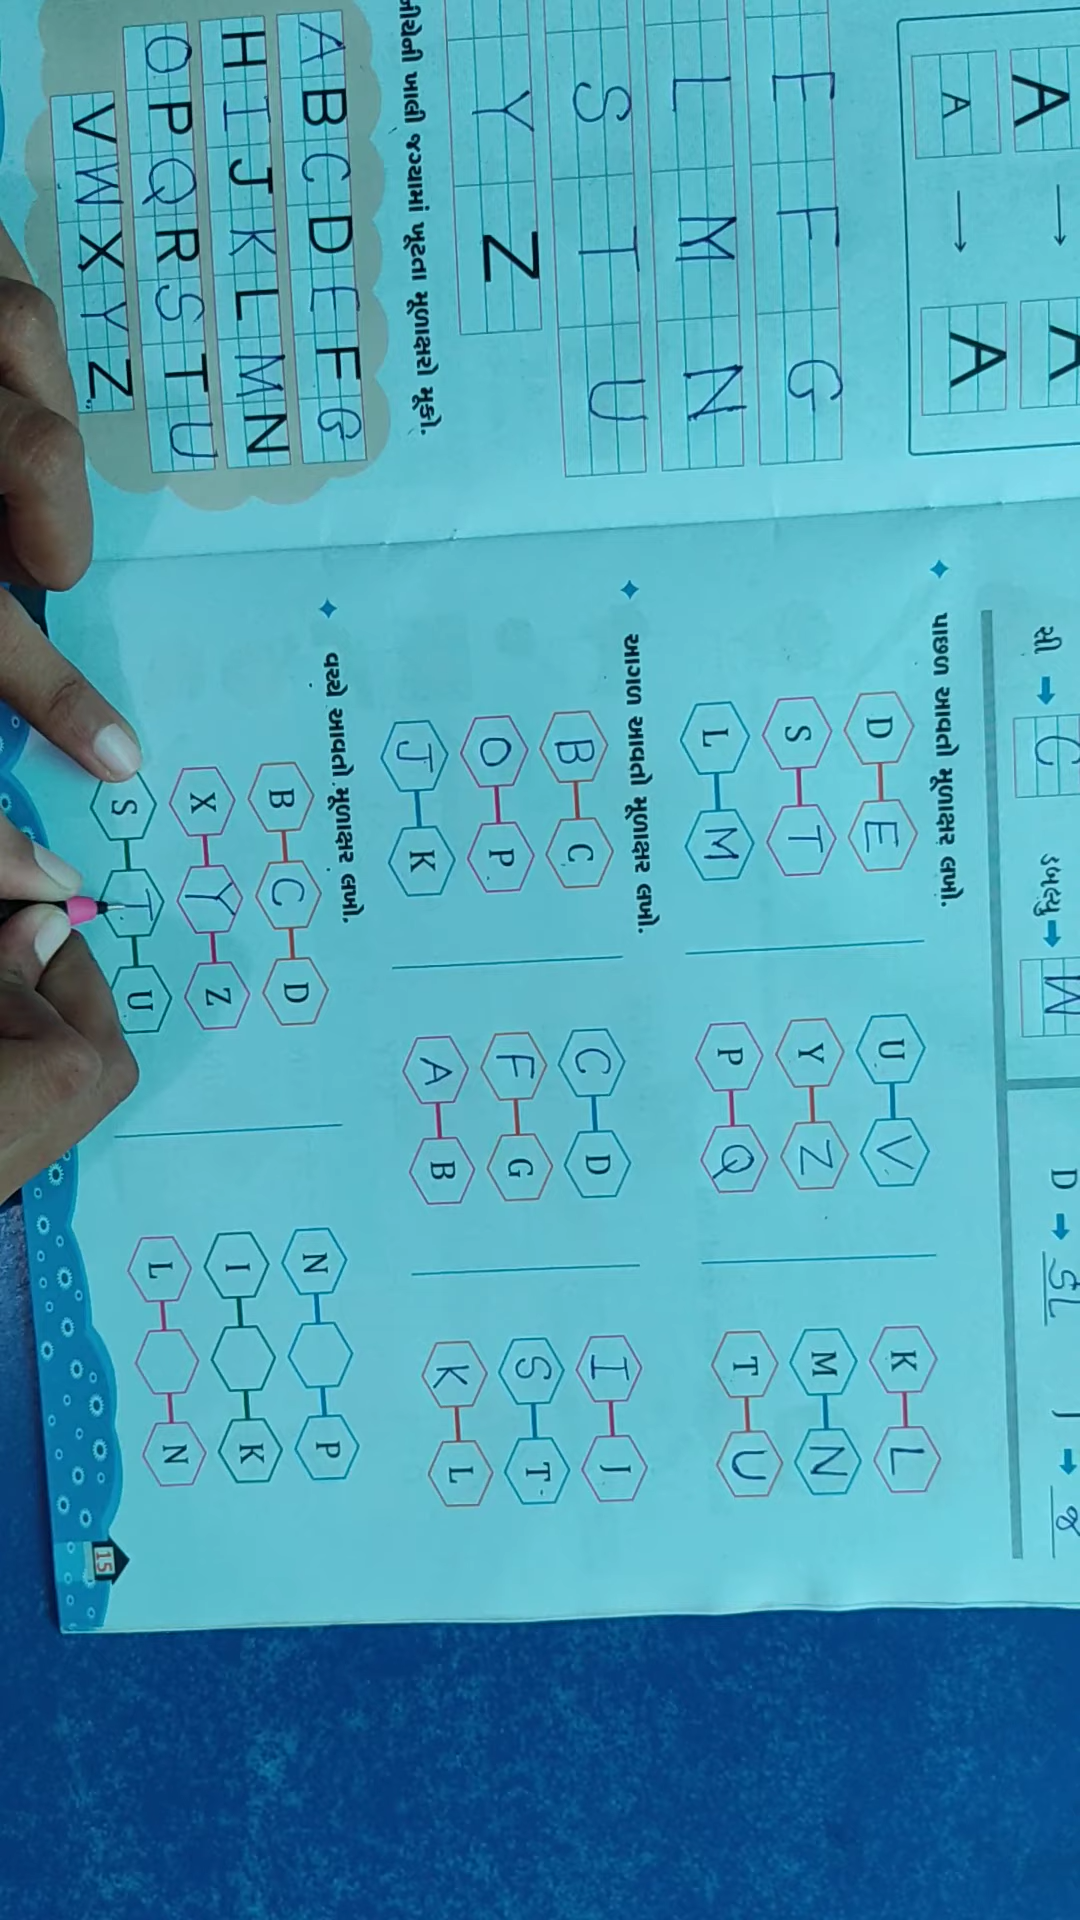 A → A
A → A
E F G
L M N
S T U
Y Z
ખાલી જગ્યામાં ખૂટતા મૂળાક્ષરો મૂકો.
A B C D E F G
H I J K L M N
O P Q R S T U
V W X Y Z
સી → C ડબલ્યુ → W D → ડી J → જે
પાછળ આવતો મૂળાક્ષર લખો.
D E U V K L
S T Y Z M N
L M P Q T U
આગળ આવતો મૂળાક્ષર લખો.
B C C D I J
O P F G S T
J K A B K L
વચ્ચે આવતો મૂળાક્ષર લખો.
B C D N P
X Y Z I K
S T U L N
15